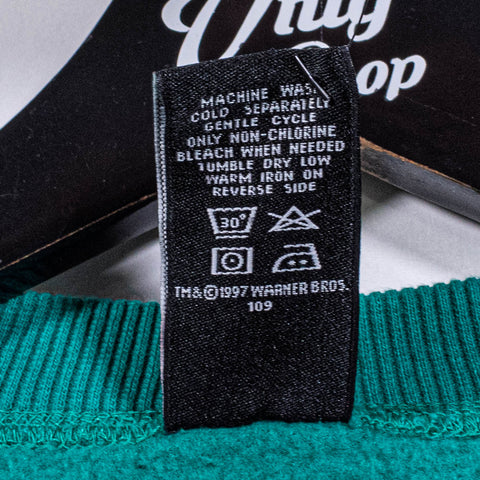 Shop
MACHINE WASH
COLD SEPARATELY
GENTLE CYCLE
ONLY NON-CHLORINE
BLEACH WHEN NEEDED
TUMBLE DRY LOW
WARM IRON ON
REVERSE SIDE
30°
TM&©1997 WARNER BROS.
109